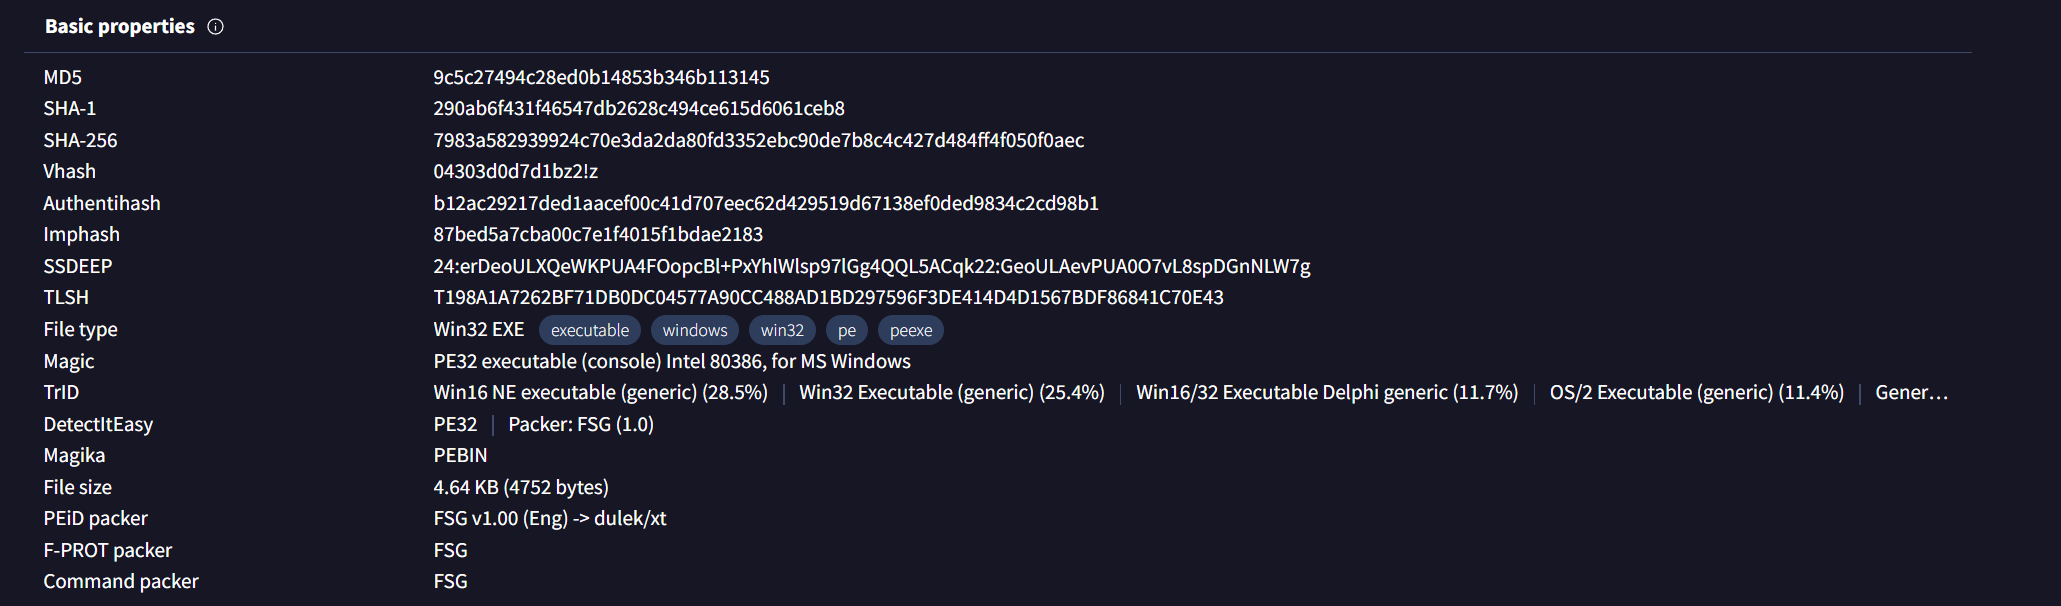 Basic properties
MD5 9c5c27494c28ed0b14853b346b113145
SHA-1 290ab6f431f46547db2628c494ce615d6061ceb8
SHA-256 7983a582939924c70e3da2da80fd3352ebc90de7b8c4c427d484ff4f050f0aec
Vhash 04303d0d7d1bz2!z
Authentihash b12ac29217ded1aacef00c41d707eec62d429519d67138ef0ded9834c2cd98b1
Imphash 87bed5a7cba00c7e1f4015f1bdae2183
SSDEEP 24:erDeoULXQeWKPUA4FOopcBl+PxYhlWlsp97lGg4QQL5ACqk22:GeoULAevPUA0O7vL8spDGnNLW7g
TLSH T198A1A7262BF71DB0DC04577A90CC488AD1BD297596F3DE414D4D1567BDF86841C70E43
File type Win32 EXE executable windows win32 pe peexe
Magic PE32 executable (console) Intel 80386, for MS Windows
TrID Win16 NE executable (generic) (28.5%) | Win32 Executable (generic) (25.4%) | Win16/32 Executable Delphi generic (11.7%) | OS/2 Executable (generic) (11.4%) | Gener…
DetectItEasy PE32 | Packer: FSG (1.0)
Magika PEBIN
File size 4.64 KB (4752 bytes)
PEiD packer FSG v1.00 (Eng) -> dulek/xt
F-PROT packer FSG
Command packer FSG